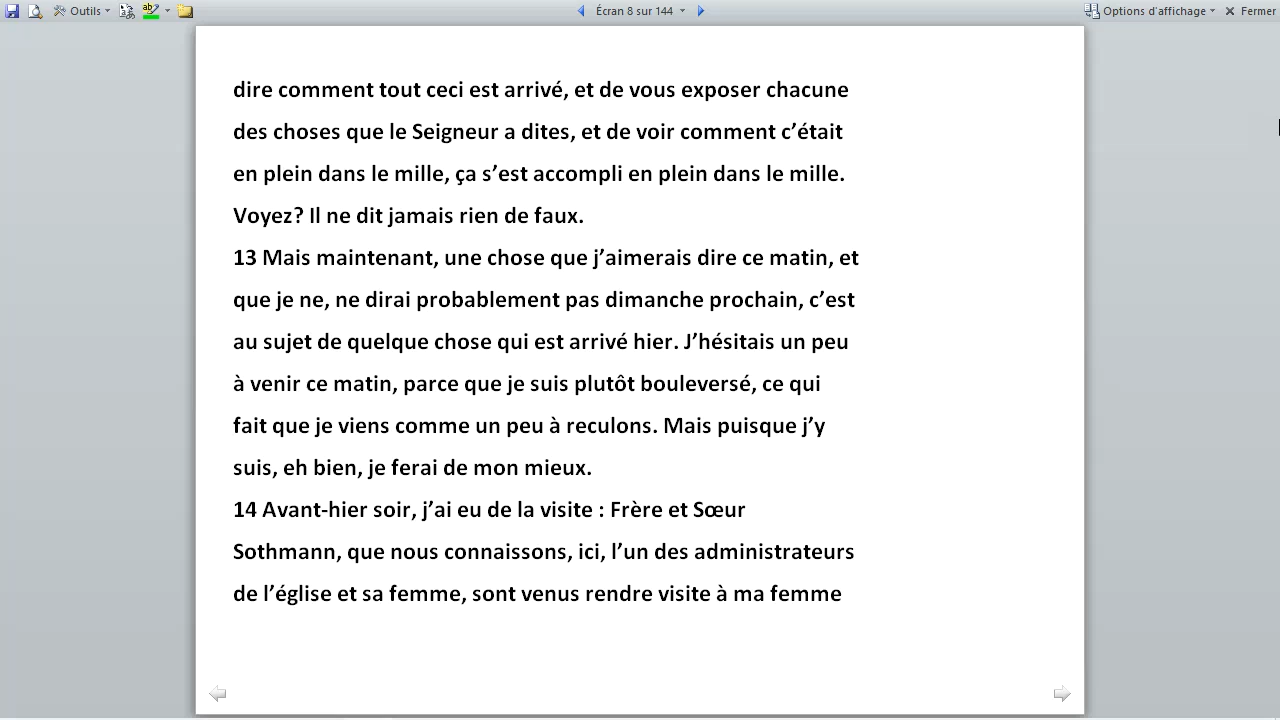 Outils
Écran 8 sur 144
Options d'affichage
Fermer
dire comment tout ceci est arrivé, et de vous exposer chacune
des choses que le Seigneur a dites, et de voir comment c’était
en plein dans le mille, ça s’est accompli en plein dans le mille.
Voyez? Il ne dit jamais rien de faux.
13 Mais maintenant, une chose que j’aimerais dire ce matin, et
que je ne, ne dirai probablement pas dimanche prochain, c’est
au sujet de quelque chose qui est arrivé hier. J’hésitais un peu
à venir ce matin, parce que je suis plutôt bouleversé, ce qui
fait que je viens comme un peu à reculons. Mais puisque j’y
suis, eh bien, je ferai de mon mieux.
14 Avant-hier soir, j’ai eu de la visite : Frère et Sœur
Sothmann, que nous connaissons, ici, l’un des administrateurs
de l’église et sa femme, sont venus rendre visite à ma femme